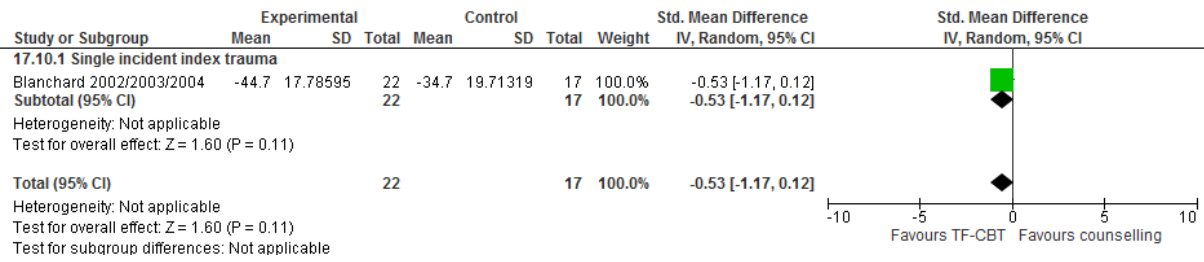 Experimental Control Std. Mean Difference Std. Mean Difference
Study or Subgroup Mean SD Total Mean SD Total Weight IV, Random, 95% CI IV, Random, 95% CI
17.10.1 Single incident index trauma
Blanchard 2002/2003/2004 -44.7 17.78595 22 -34.7 19.71319 17 100.0% -0.53 [-1.17, 0.12]
Subtotal (95% CI) 22 17 100.0% -0.53 [-1.17, 0.12]
Heterogeneity: Not applicable
Test for overall effect: Z = 1.60 (P = 0.11)
Total (95% CI) 22 17 100.0% -0.53 [-1.17, 0.12]
Heterogeneity: Not applicable
Test for overall effect: Z = 1.60 (P = 0.11)
Test for subgroup differences: Not applicable
-10 -5 0 5 10
Favours TF-CBT Favours counselling